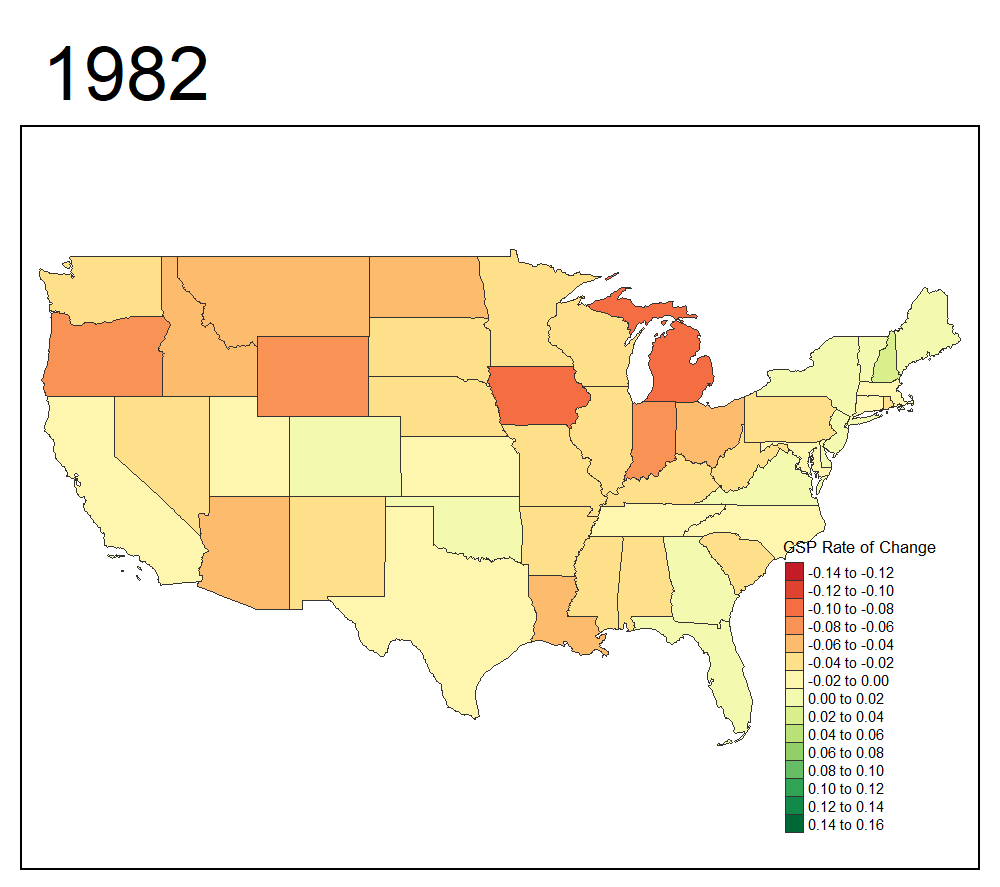 1982
GSP Rate of Change
-0.14 to -0.12
-0.12 to -0.10
-0.10 to -0.08
-0.08 to -0.06
-0.06 to -0.04
-0.04 to -0.02
-0.02 to 0.00
0.00 to 0.02
0.02 to 0.04
0.04 to 0.06
0.06 to 0.08
0.08 to 0.10
0.10 to 0.12
0.12 to 0.14
0.14 to 0.16